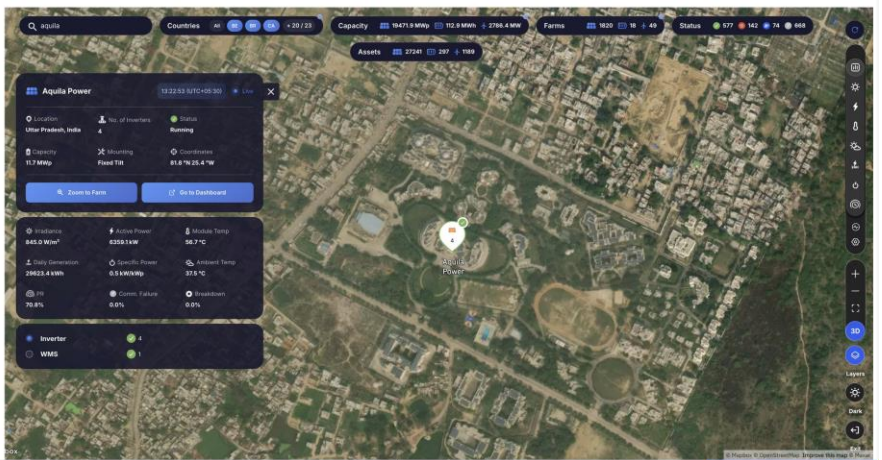 aquila
Countries All SG BR CA + 20 / 23
Capacity 19471.9 MWp 112.9 MWh 2786.4 MW
Farms 1820 18 49
Status 577 142 74 668
Assets 27241 297 1189
Aquila Power 13:22:53 (UTC+05:30) Live
Location No. of Inverters Status
Uttar Pradesh, India 4 Running
Capacity Mounting Coordinates
11.7 MWp Fixed Tilt 81.8 °N 25.4 °W
Zoom to Farm Go to Dashboard
Irradiance Active Power Module Temp
845.0 W/m² 6359.1 kW 56.7 °C
Daily Generation Specific Power Ambient Temp
29623.4 kWh 0.5 kW/kWp 37.5 °C
PR Comm. Failure Breakdown
70.8% 0.0% 0.0%
Inverter 4
WMS 1
4
Aquila
Power
3D
Layers
Dark
© Mapbox © OpenStreetMap Improve this map © Maxar